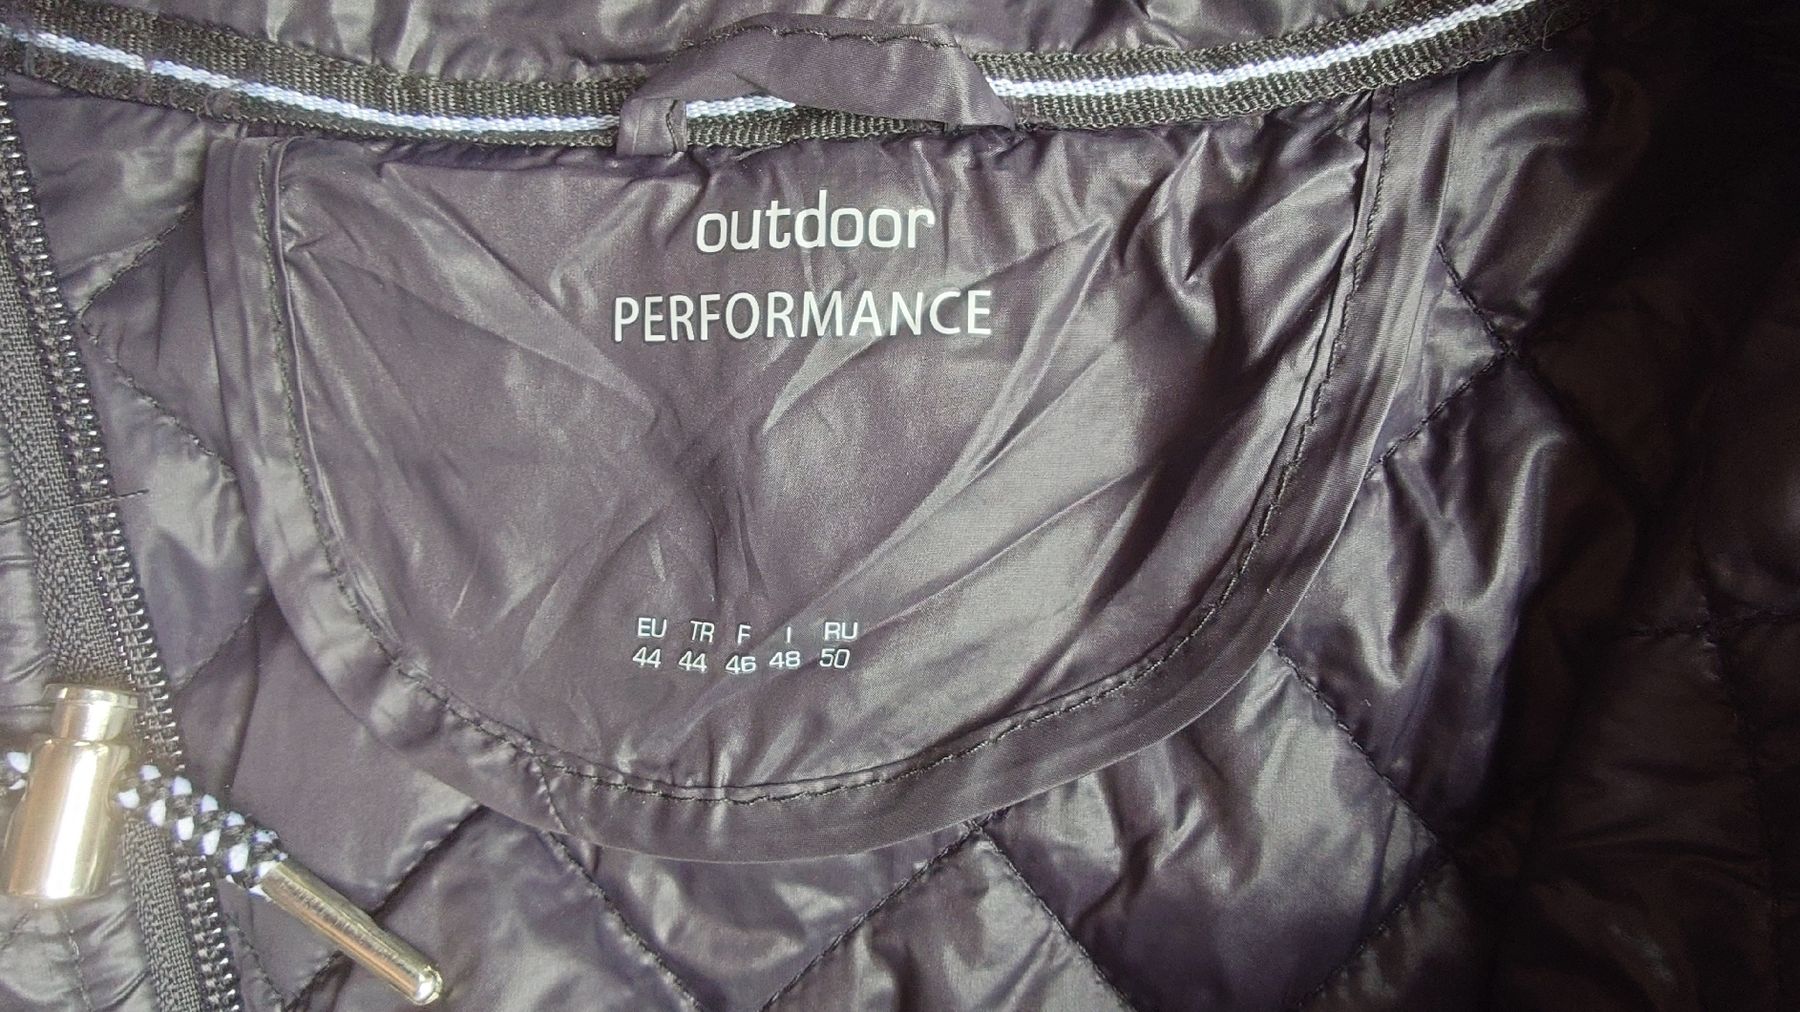 outdoor
PERFORMANCE
EU TR F I RU
44 44 46 48 50